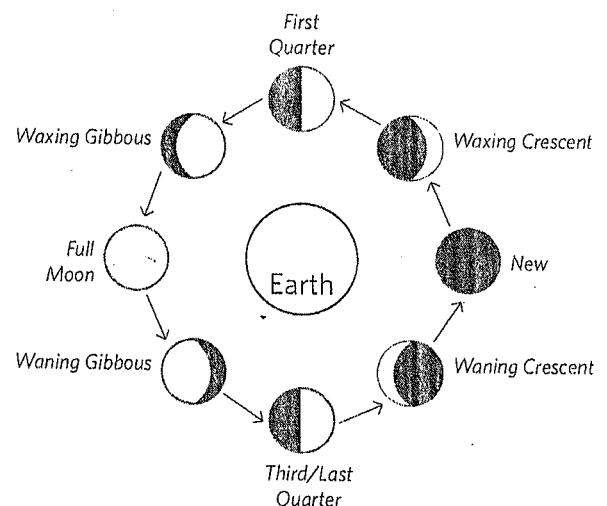 First
Quarter
Waxing Gibbous
Waxing Crescent
Full
Moon
Earth
New
Waning Gibbous
Waning Crescent
Third/Last
Quarter